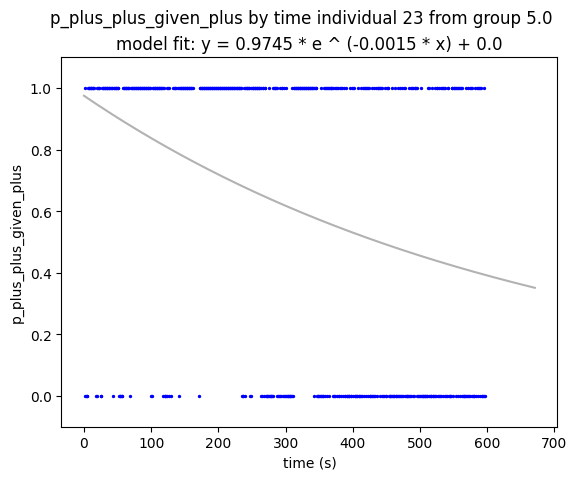 p_plus_plus_given_plus by time individual 23 from group 5.0
model fit: y = 0.9745 * e ^ (-0.0015 * x) + 0.0
p_plus_plus_given_plus
1.0
0.8
0.6
0.4
0.2
0.0
0 100 200 300 400 500 600 700
time (s)